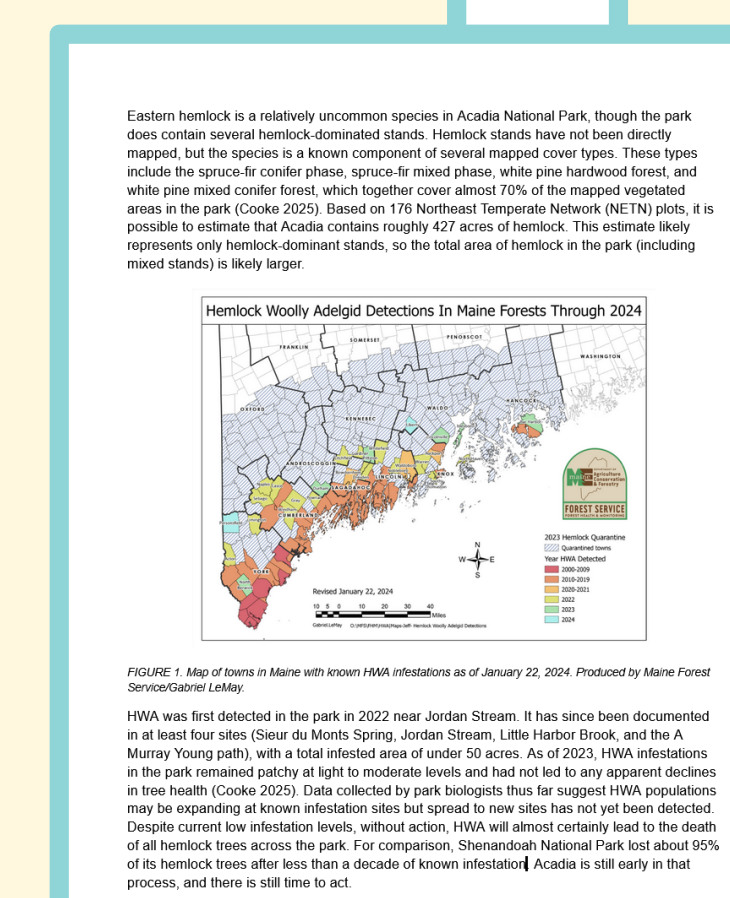 Eastern hemlock is a relatively uncommon species in Acadia National Park, though the park
does contain several hemlock-dominated stands. Hemlock stands have not been directly
mapped, but the species is a known component of several mapped cover types. These types
include the spruce-fir conifer phase, spruce-fir mixed phase, white pine hardwood forest, and
white pine mixed conifer forest, which together cover almost 70% of the mapped vegetated
areas in the park (Cooke 2025). Based on 176 Northeast Temperate Network (NETN) plots, it is
possible to estimate that Acadia contains roughly 427 acres of hemlock. This estimate likely
represents only hemlock-dominant stands, so the total area of hemlock in the park (including
mixed stands) is likely larger.
Hemlock Woolly Adelgid Detections In Maine Forests Through 2024
PENOBSCOT
SOMERSET
FRANKLIN
WASHINGTON
HANCOCK
OXFORD
WALDO
KENNEBEC
ANDROSCOGGIN
KNOX
LINCOLN
SAGADAHOC
CUMBERLAND
YORK
Agriculture
Conservation
& Forestry
FOREST SERVICE
FOREST HEALTH & MONITORING
N
W E
S
2023 Hemlock Quarantine
Quarantined towns
Year HWA Detected
2000-2009
2010-2019
2020-2021
2022
2023
2024
Revised January 22, 2024
10 5 0 10 20 30 40
Miles
Gabriel LeMay
FIGURE 1. Map of towns in Maine with known HWA infestations as of January 22, 2024. Produced by Maine Forest
Service/Gabriel LeMay.
HWA was first detected in the park in 2022 near Jordan Stream. It has since been documented
in at least four sites (Sieur du Monts Spring, Jordan Stream, Little Harbor Brook, and the A
Murray Young path), with a total infested area of under 50 acres. As of 2023, HWA infestations
in the park remained patchy at light to moderate levels and had not led to any apparent declines
in tree health (Cooke 2025). Data collected by park biologists thus far suggest HWA populations
may be expanding at known infestation sites but spread to new sites has not yet been detected.
Despite current low infestation levels, without action, HWA will almost certainly lead to the death
of all hemlock trees across the park. For comparison, Shenandoah National Park lost about 95%
of its hemlock trees after less than a decade of known infestation. Acadia is still early in that
process, and there is still time to act.